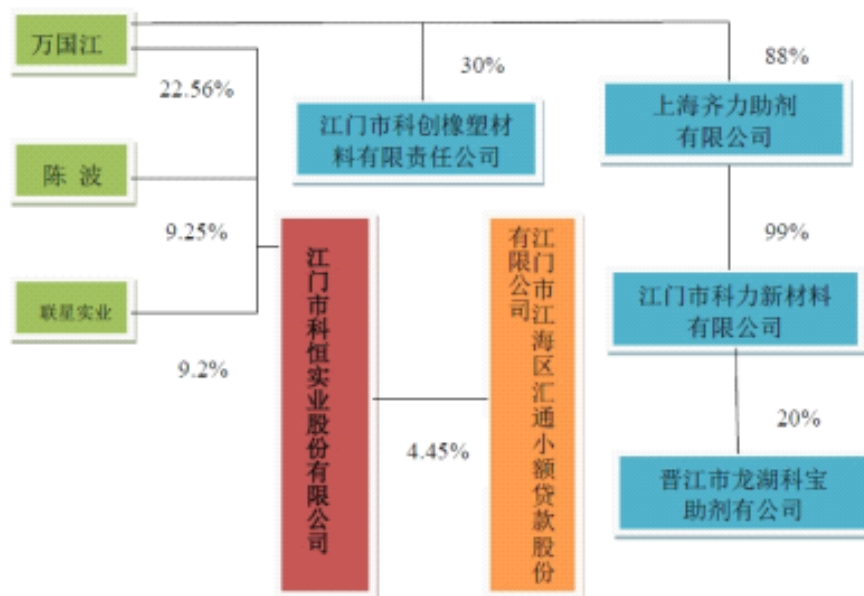 万国江
22.56%
30%
88%
江门市科创橡塑材
料有限责任公司
上海齐力助剂
有限公司
陈 波
9.25%
99%
联星实业
9.2%
江门市科恒实业股份有限公司
4.45%
江门市江海区汇通小额贷款股份
有限公司
江门市科力新材料
有限公司
20%
晋江市龙湖科宝
助剂有公司